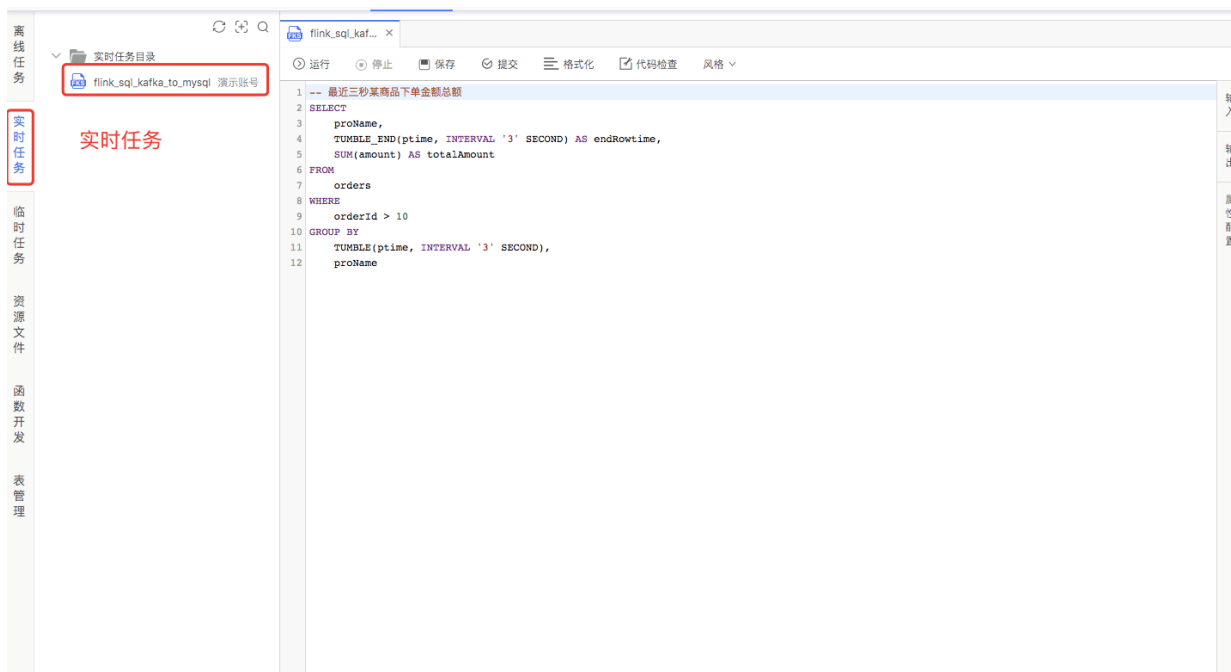 离线任务
实时任务
临时任务
资源文件
函数开发
表管理
实时任务目录
flink_sql_kafka_to_mysql 演示账号
实时任务
flink_sql_kaf... ×
运行 停止 保存 提交 格式化 代码检查 风格
1 -- 最近三秒某商品下单金额总额
2 SELECT
3 proName,
4 TUMBLE_END(ptime, INTERVAL '3' SECOND) AS endRowtime,
5 SUM(amount) AS totalAmount
6 FROM
7 orders
8 WHERE
9 orderId > 10
10 GROUP BY
11 TUMBLE(ptime, INTERVAL '3' SECOND),
12 proName